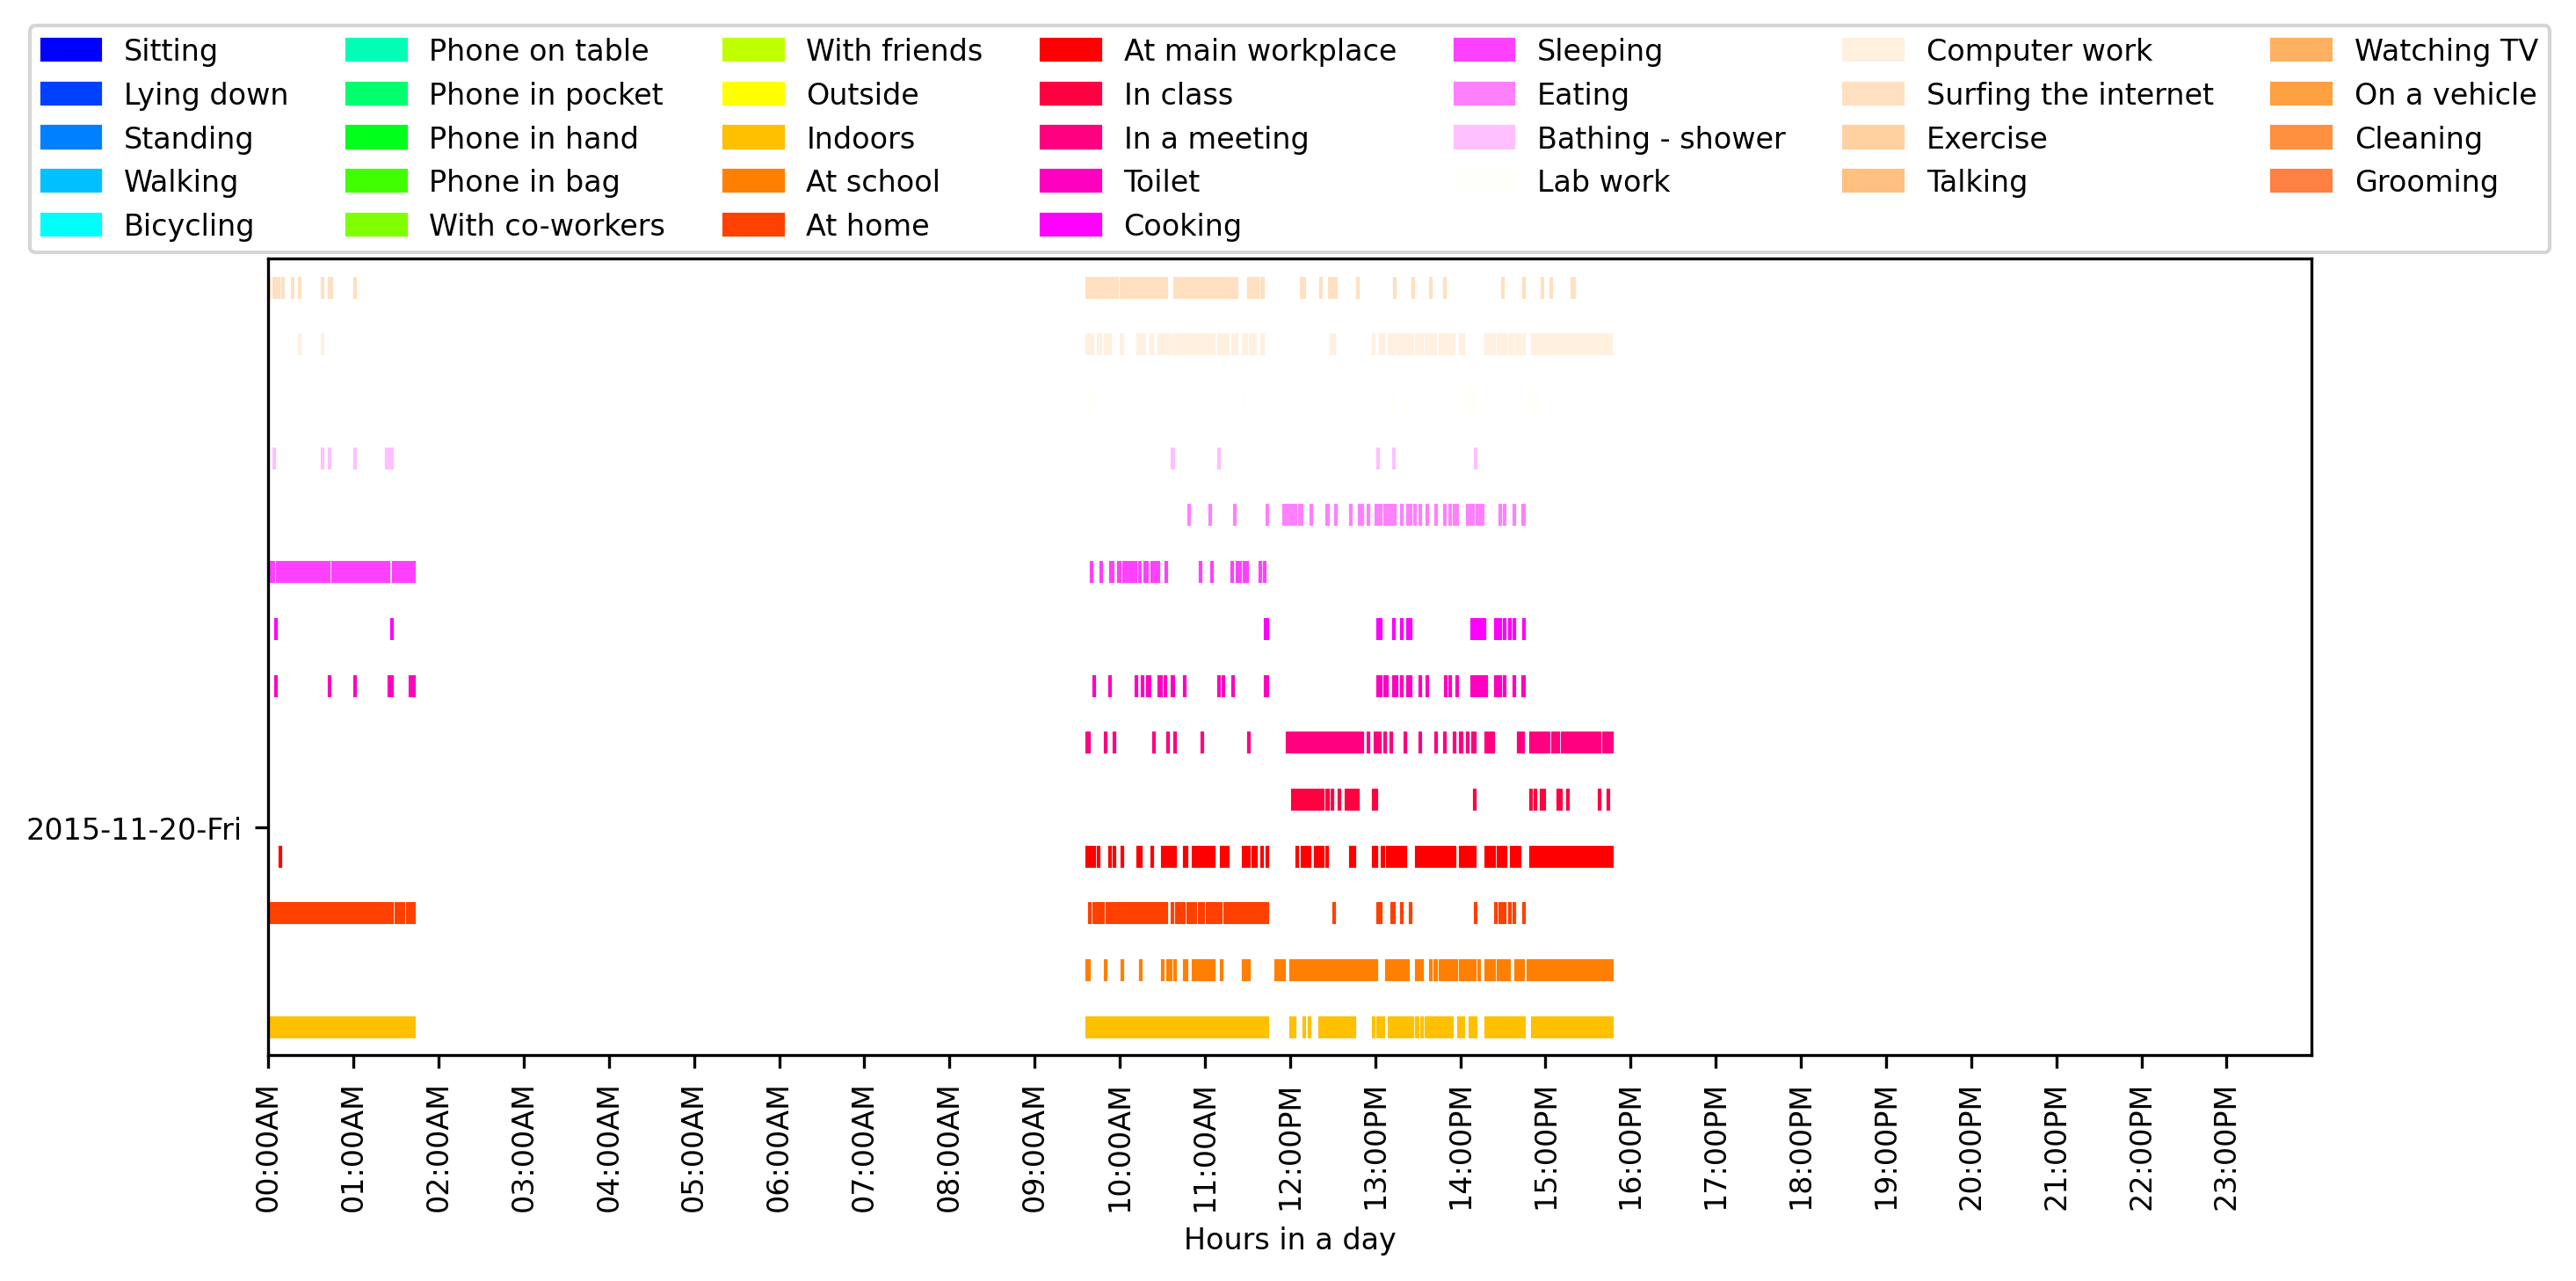 Sitting Phone on table With friends At main workplace Sleeping Computer work Watching TV
Lying down Phone in pocket Outside In class Eating Surfing the internet On a vehicle
Standing Phone in hand Indoors In a meeting Bathing - shower Exercise Cleaning
Walking Phone in bag At school Toilet Lab work Talking Grooming
Bicycling With co-workers At home Cooking
2015-11-20-Fri
00:00AM 01:00AM 02:00AM 03:00AM 04:00AM 05:00AM 06:00AM 07:00AM 08:00AM 09:00AM 10:00AM 11:00AM 12:00PM 13:00PM 14:00PM 15:00PM 16:00PM 17:00PM 18:00PM 19:00PM 20:00PM 21:00PM 22:00PM 23:00PM
Hours in a day